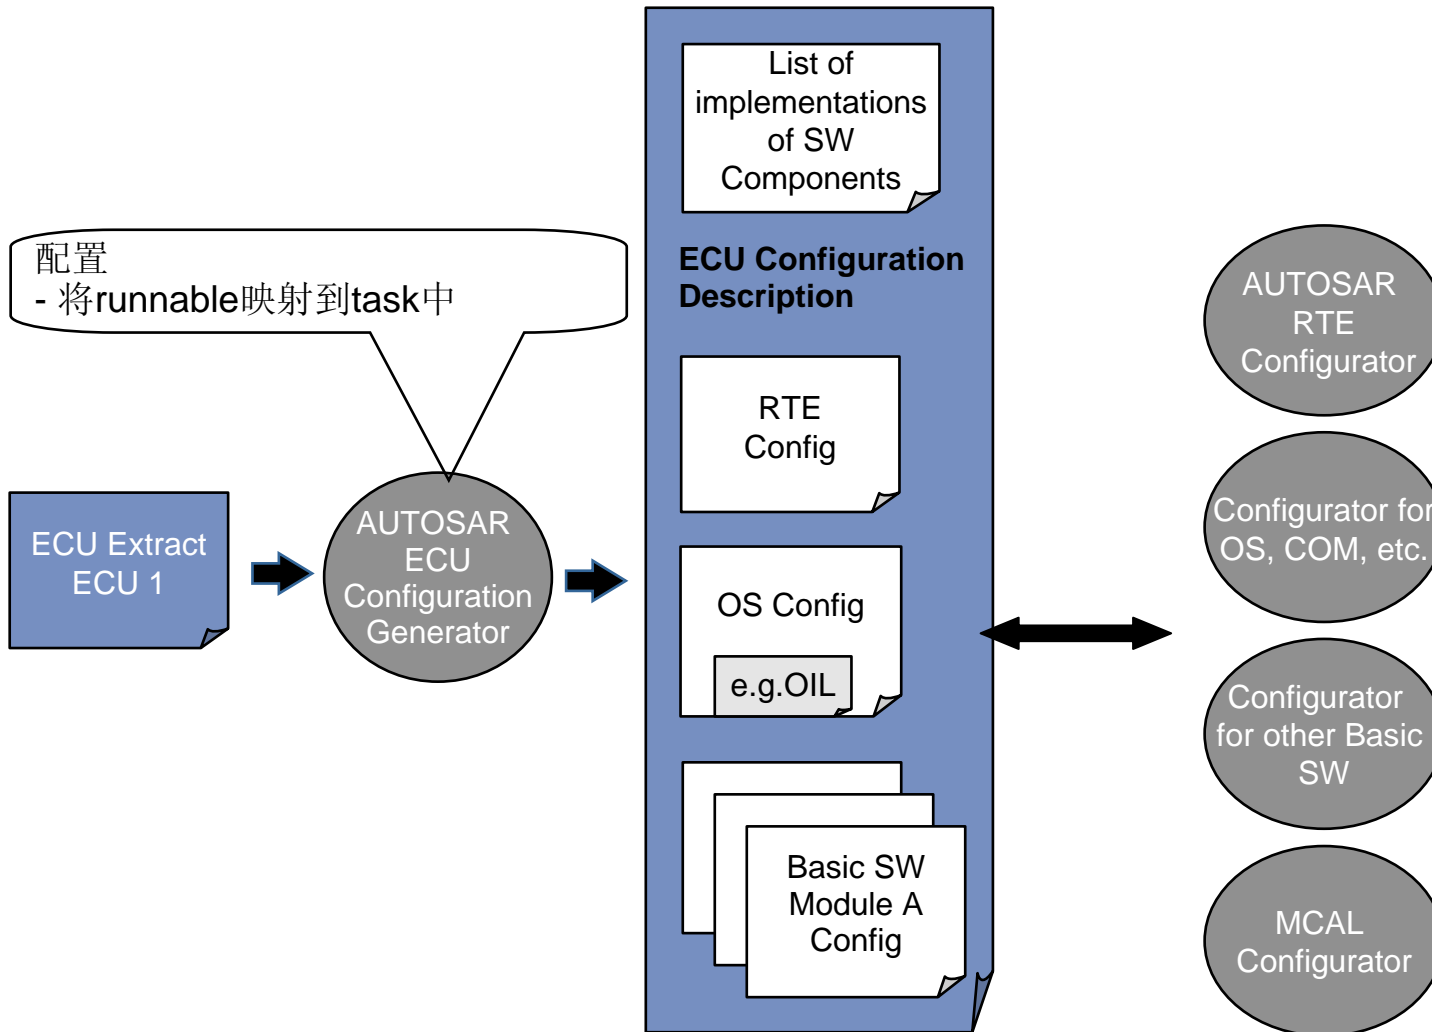 List of
implementations
of SW
Components
配置
- 将runnable映射到task中
ECU Configuration
Description
RTE
Config
ECU Extract
ECU 1
AUTOSAR
ECU
Configuration
Generator
OS Config
e.g.OIL
Basic SW
Module A
Config
AUTOSAR
RTE
Configurator
Configurator for
OS, COM, etc.
Configurator
for other Basic
SW
MCAL
Configurator